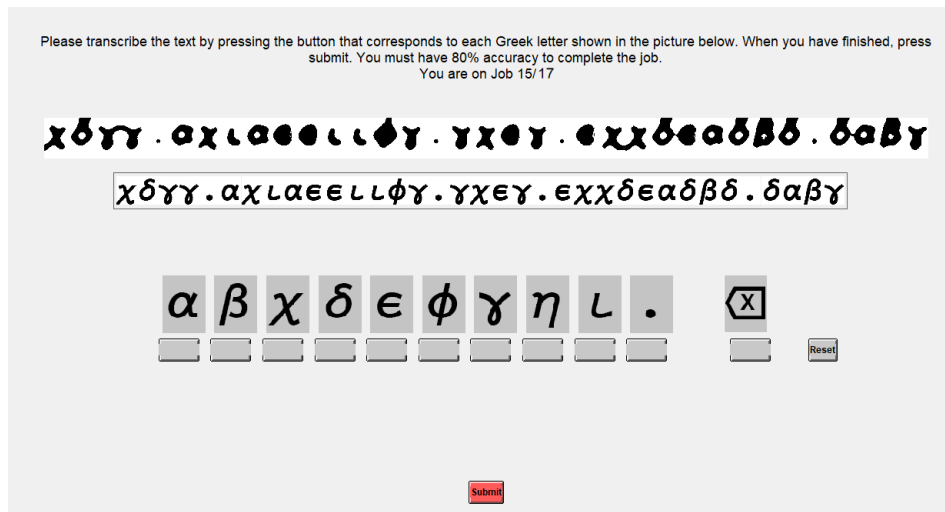 Please transcribe the text by pressing the button that corresponds to each Greek letter shown in the picture below. When you have finished, press
submit. You must have 80% accuracy to complete the job.
You are on Job 15/17
χδγγ.αχιαεειιφγ.γχεγ.εχχδεαδβδ.δαβγ
χδγγ.αχιαεειιφγ.γχεγ.εχχδεαδβδ.δαβγ
α β χ δ ε φ γ η ι . X
Reset
Submit